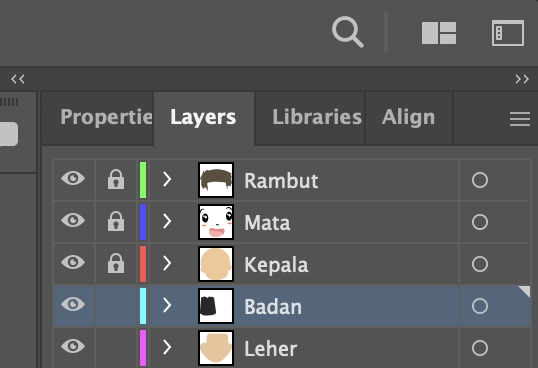 Propertie Layers Libraries Align
Rambut
Mata
Kepala
Badan
Leher